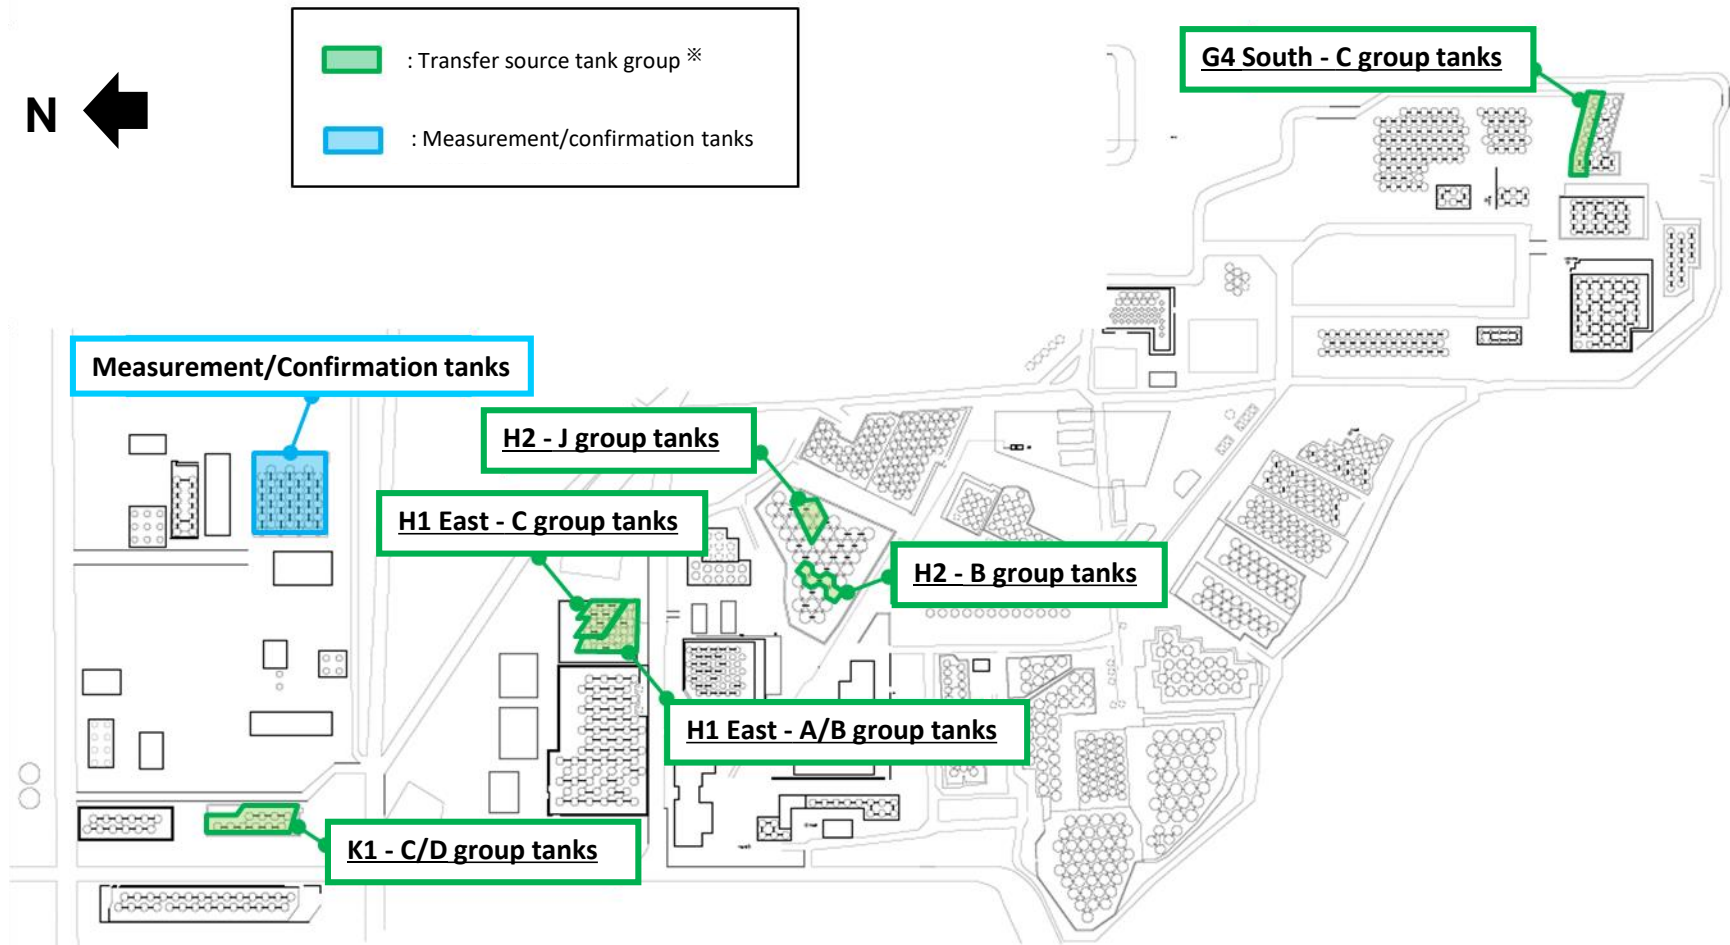 : Transfer source tank group ※
: Measurement/confirmation tanks
N
G4 South - C group tanks
Measurement/Confirmation tanks
H2 - J group tanks
H1 East - C group tanks
H2 - B group tanks
H1 East - A/B group tanks
K1 - C/D group tanks